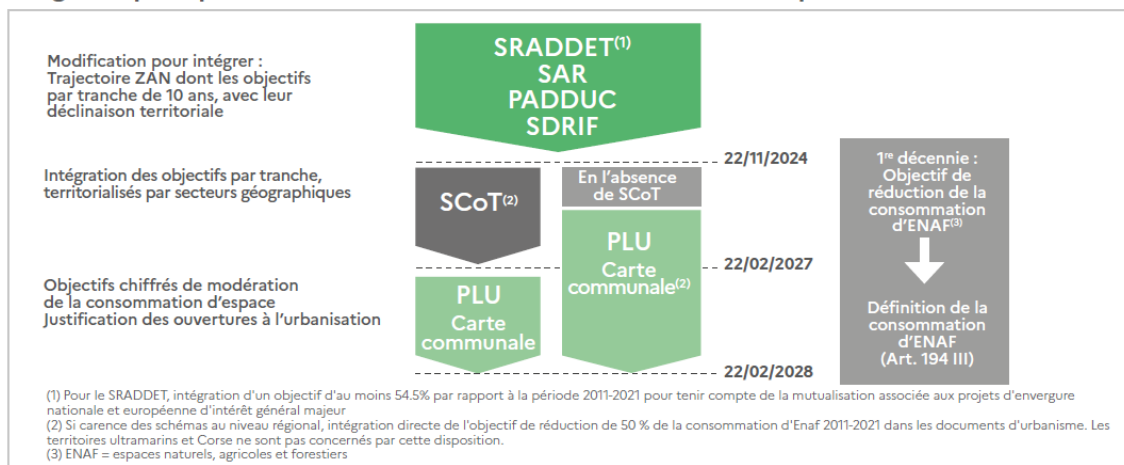 Modification pour intégrer :
Trajectoire ZAN dont les objectifs
par tranche de 10 ans, avec leur
déclinaison territoriale
SRADDET(1)
SAR
PADDUC
SDRIF
22/11/2024
Intégration des objectifs par tranche,
territorialisés par secteurs géographiques
SCoT(2)
En l'absence
de SCoT
PLU
Carte
communale(2)
22/02/2027
Objectifs chiffrés de modération
de la consommation d'espace
Justification des ouvertures à l'urbanisation
PLU
Carte
communale
22/02/2028
1re décennie :
Objectif de
réduction de la
consommation
d'ENAF(3)
Définition de la
consommation
d'ENAF
(Art. 194 III)
(1) Pour le SRADDET, intégration d'un objectif d'au moins 54.5% par rapport à la période 2011-2021 pour tenir compte de la mutualisation associée aux projets d'envergure
nationale et européenne d'intérêt général majeur
(2) Si carence des schémas au niveau régional, intégration directe de l'objectif de réduction de 50 % de la consommation d'Enaf 2011-2021 dans les documents d'urbanisme. Les
territoires ultramarins et Corse ne sont pas concernés par cette disposition.
(3) ENAF = espaces naturels, agricoles et forestiers